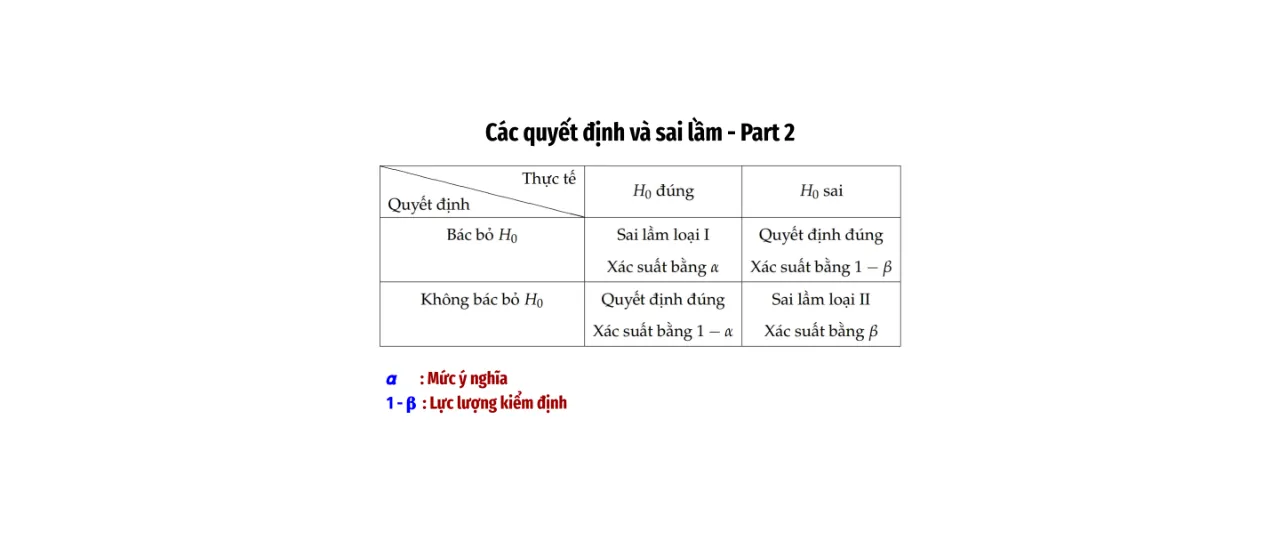 Các quyết định và sai lầm - Part 2
Thực tế
Quyết định
H₀ đúng
H₀ sai
Bác bỏ H₀
Sai lầm loại I
Xác suất bằng α
Quyết định đúng
Xác suất bằng 1 − β
Không bác bỏ H₀
Quyết định đúng
Xác suất bằng 1 − α
Sai lầm loại II
Xác suất bằng β
α : Mức ý nghĩa
1 - β : Lực lượng kiểm định